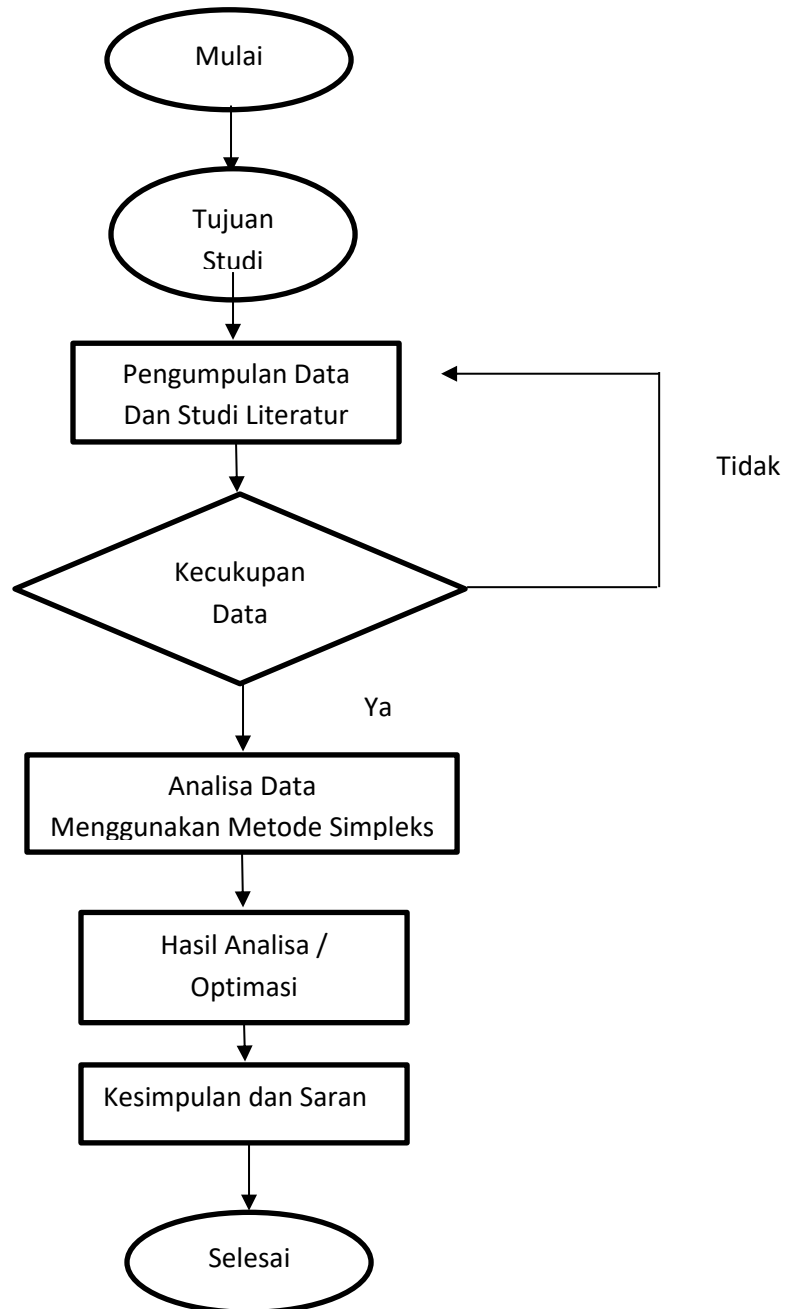 Mulai
Tujuan
Studi
Pengumpulan Data
Dan Studi Literatur
Tidak
Kecukupan
Data
Ya
Analisa Data
Menggunakan Metode Simpleks
Hasil Analisa /
Optimasi
Kesimpulan dan Saran
Selesai